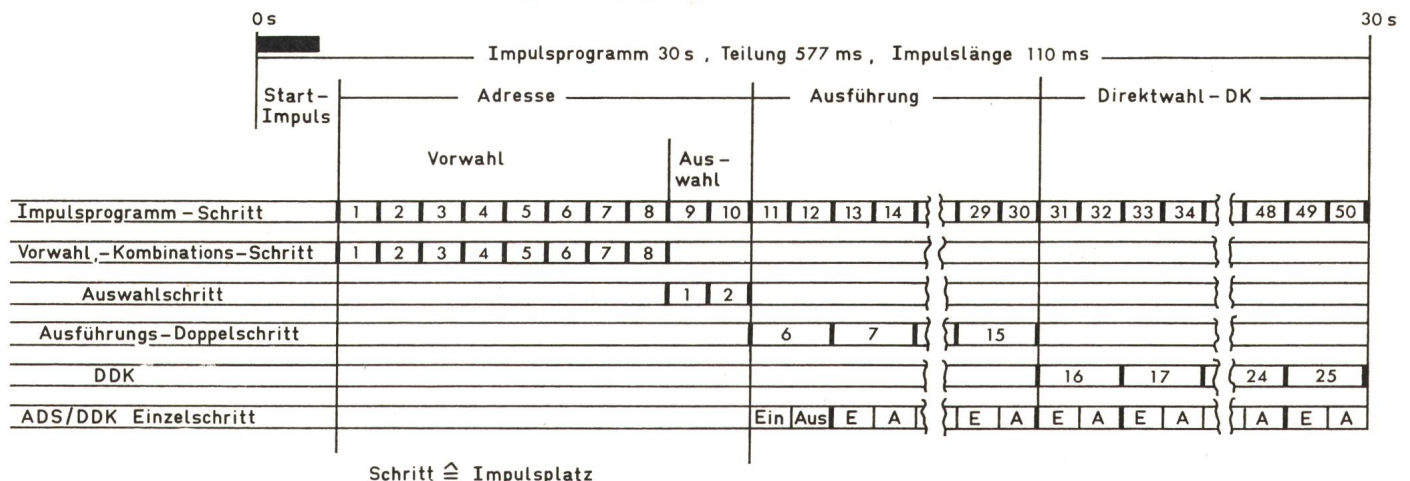 0 s 30 s
Impulsprogramm 30 s , Teilung 577 ms , Impulslänge 110 ms
Start- Adresse Ausführung Direktwahl-DK
Impuls
Vorwahl Aus-
wahl
Impulsprogramm-Schritt 1 2 3 4 5 6 7 8 9 10 11 12 13 14 29 30 31 32 33 34 48 49 50
Vorwahl,-Kombinations-Schritt 1 2 3 4 5 6 7 8
Auswahlschritt 1 2
Ausführungs-Doppelschritt 6 7 15
DDK 16 17 24 25
ADS/DDK Einzelschritt Ein Aus E A E A E A E A A E A
Schritt ≙ Impulsplatz